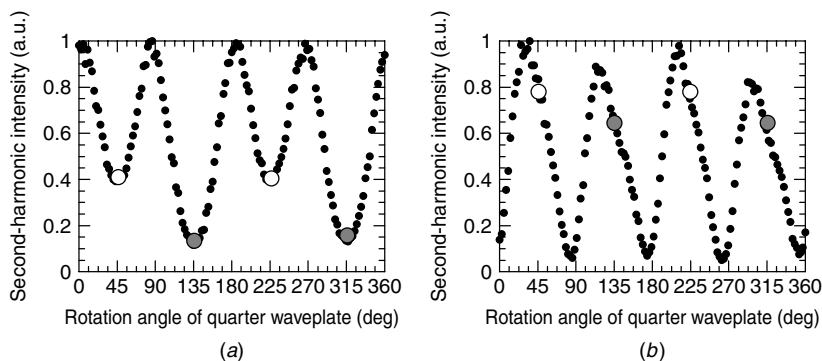 Second-harmonic intensity (a.u.)
1
0.8
0.6
0.4
0.2
0
0 45 90 135 180 225 270 315 360
Rotation angle of quarter waveplate (deg)
(a)
Second-harmonic intensity (a.u.)
1
0.8
0.6
0.4
0.2
0
0 45 90 135 180 225 270 315 360
Rotation angle of quarter waveplate (deg)
(b)